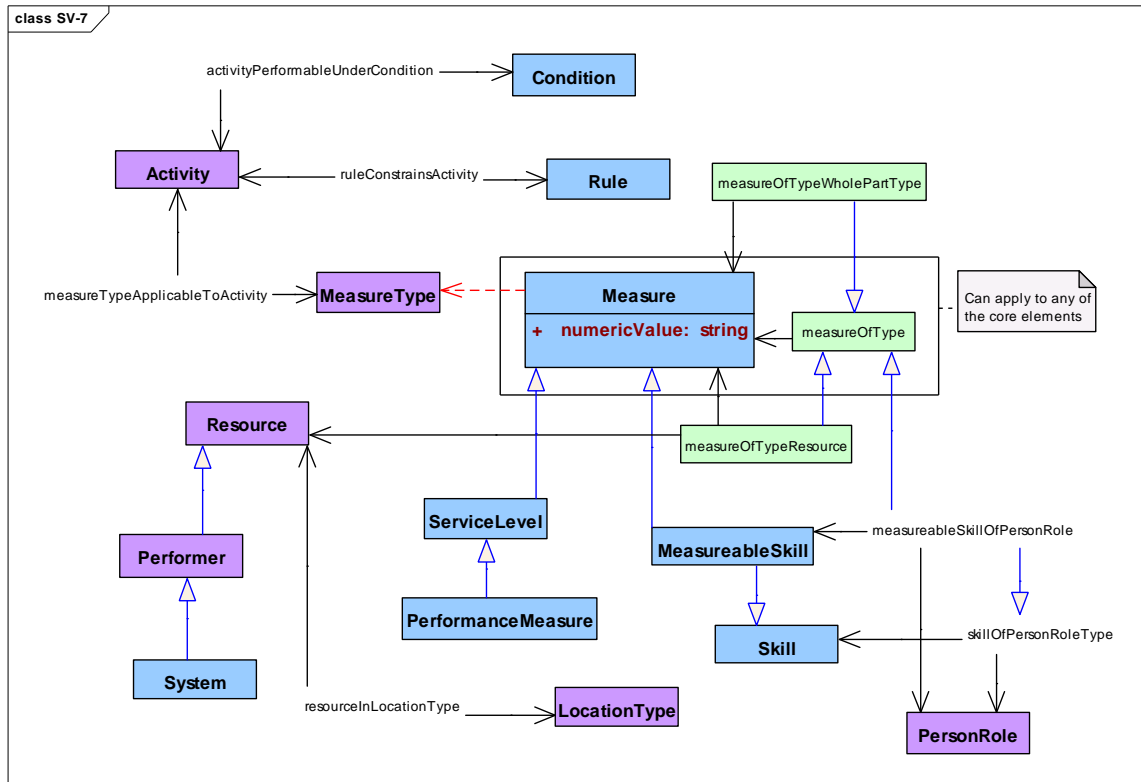 class SV-7
activityPerformableUnderCondition
Condition
Activity
ruleConstrainsActivity
Rule
measureOfTypeWholePartType
measureTypeApplicableToActivity
MeasureType
Measure
+ numericValue: string
measureOfType
Can apply to any of
the core elements
Resource
measureOfTypeResource
ServiceLevel
measureableSkillOfPersonRole
Performer
MeasureableSkill
PerformanceMeasure
Skill
skillOfPersonRoleType
System
resourceInLocationType
LocationType
PersonRole